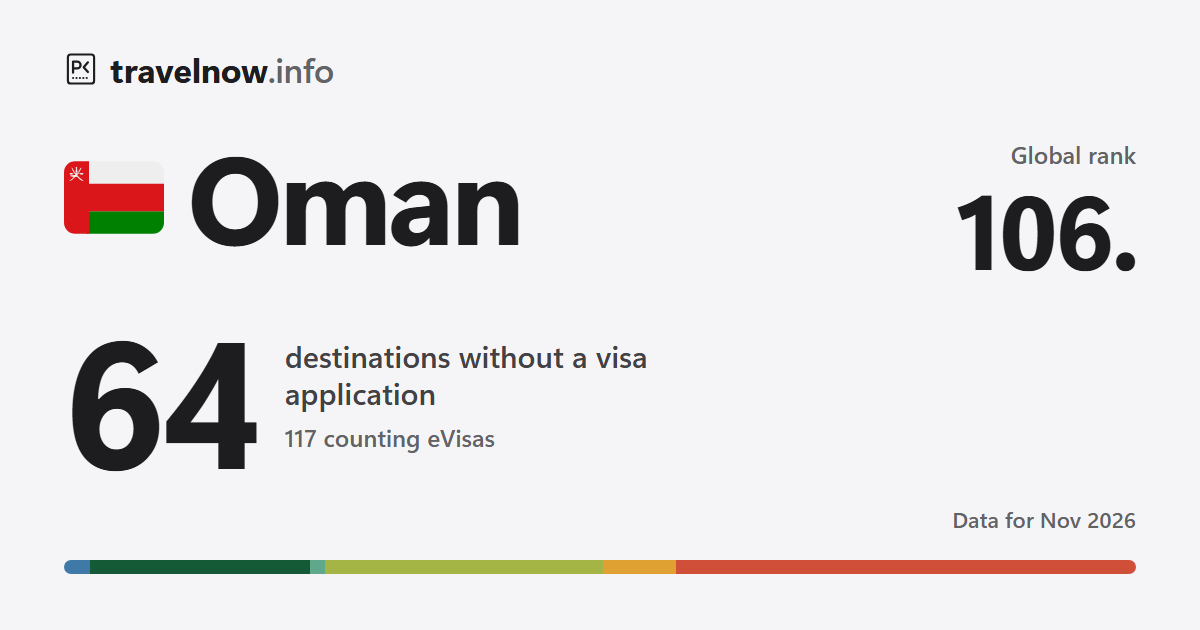 travelnow.info
Oman
Global rank
106.
64
destinations without a visa
application
117 counting eVisas
Data for Nov 2026